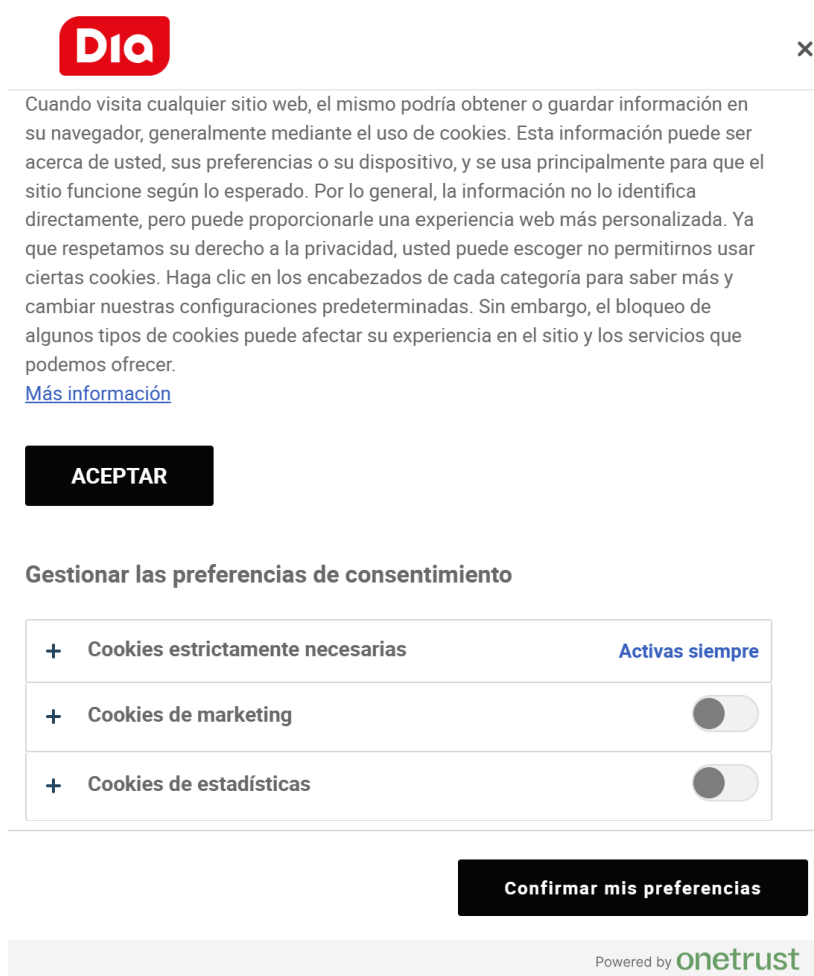 Dia
Cuando visita cualquier sitio web, el mismo podría obtener o guardar información en
su navegador, generalmente mediante el uso de cookies. Esta información puede ser
acerca de usted, sus preferencias o su dispositivo, y se usa principalmente para que el
sitio funcione según lo esperado. Por lo general, la información no lo identifica
directamente, pero puede proporcionarle una experiencia web más personalizada. Ya
que respetamos su derecho a la privacidad, usted puede escoger no permitirnos usar
ciertas cookies. Haga clic en los encabezados de cada categoría para saber más y
cambiar nuestras configuraciones predeterminadas. Sin embargo, el bloqueo de
algunos tipos de cookies puede afectar su experiencia en el sitio y los servicios que
podemos ofrecer.
Más información
ACEPTAR
Gestionar las preferencias de consentimiento
+ Cookies estrictamente necesarias Activas siempre
+ Cookies de marketing
+ Cookies de estadísticas
Confirmar mis preferencias
Powered by onetrust